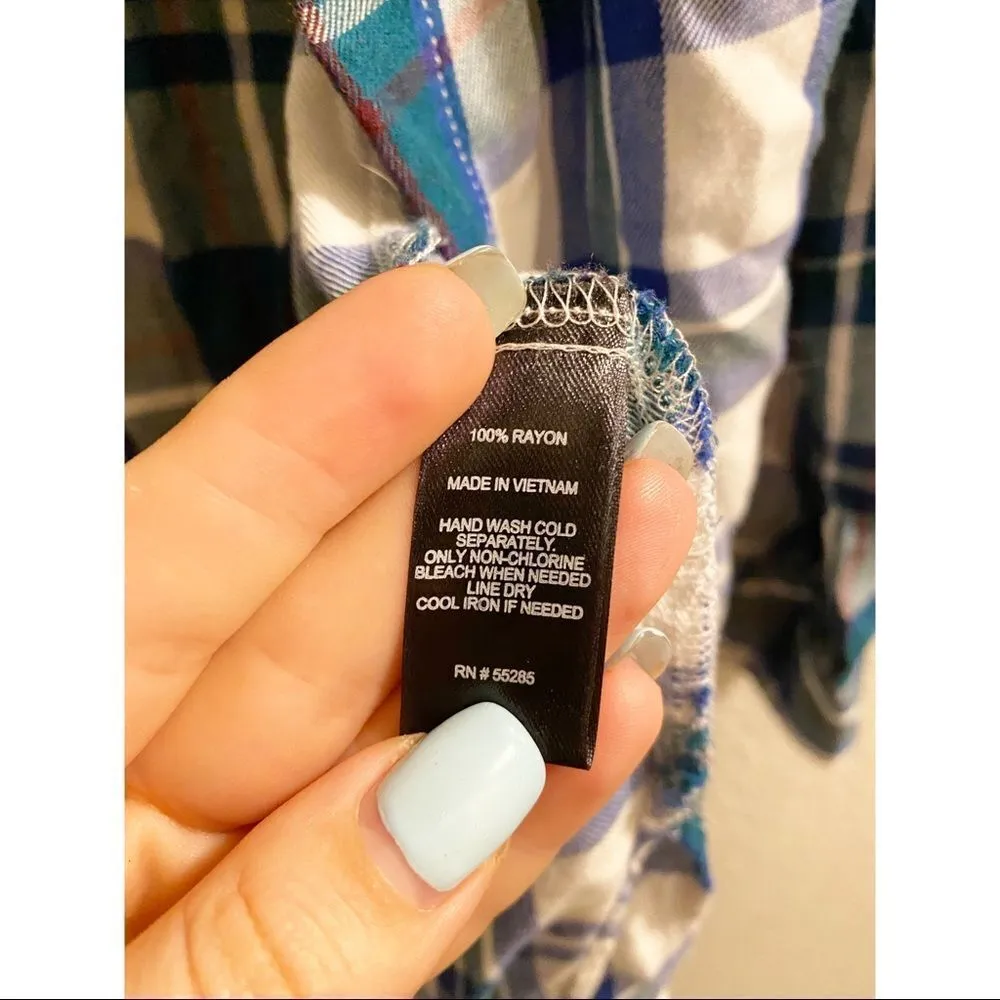 100% RAYON
MADE IN VIETNAM
HAND WASH COLD
SEPARATELY.
ONLY NON-CHLORINE
BLEACH WHEN NEEDED
LINE DRY
COOL IRON IF NEEDED
RN # 55285